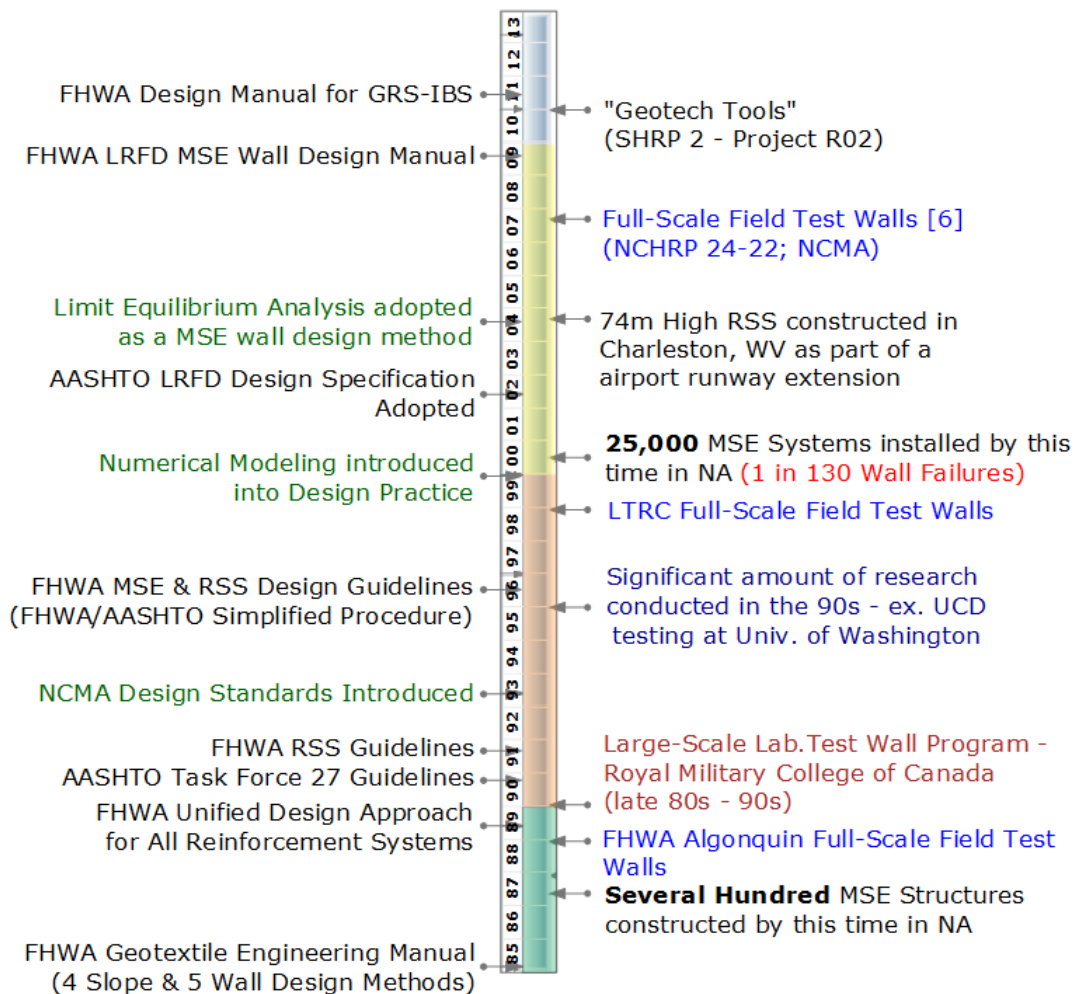 13
12
FHWA Design Manual for GRS-IBS
11
10
"Geotech Tools"
(SHRP 2 - Project R02)
FHWA LRFD MSE Wall Design Manual
09
08
07
Full-Scale Field Test Walls [6]
(NCHRP 24-22; NCMA)
06
05
Limit Equilibrium Analysis adopted
as a MSE wall design method
04
74m High RSS constructed in
Charleston, WV as part of a
airport runway extension
03
AASHTO LRFD Design Specification
Adopted
02
01
25,000 MSE Systems installed by this
time in NA (1 in 130 Wall Failures)
00
Numerical Modeling introduced
into Design Practice
99
LTRC Full-Scale Field Test Walls
98
97
FHWA MSE & RSS Design Guidelines
(FHWA/AASHTO Simplified Procedure)
96
Significant amount of research
conducted in the 90s - ex. UCD
testing at Univ. of Washington
95
94
NCMA Design Standards Introduced
93
92
FHWA RSS Guidelines
91
AASHTO Task Force 27 Guidelines
90
Large-Scale Lab.Test Wall Program -
Royal Military College of Canada
(late 80s - 90s)
FHWA Unified Design Approach
for All Reinforcement Systems
89
88
FHWA Algonquin Full-Scale Field Test
Walls
87
Several Hundred MSE Structures
constructed by this time in NA
86
FHWA Geotextile Engineering Manual
(4 Slope & 5 Wall Design Methods)
85